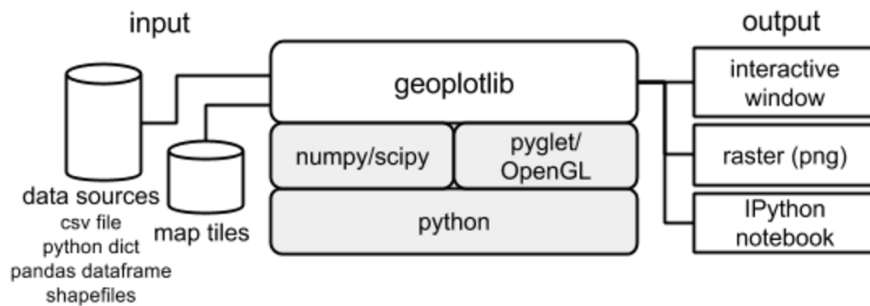 input
output
geoplotlib
interactive
window
numpy/scipy
pyglet/
OpenGL
raster (png)
data sources
csv file
python dict
pandas dataframe
shapefiles
map tiles
python
IPython
notebook